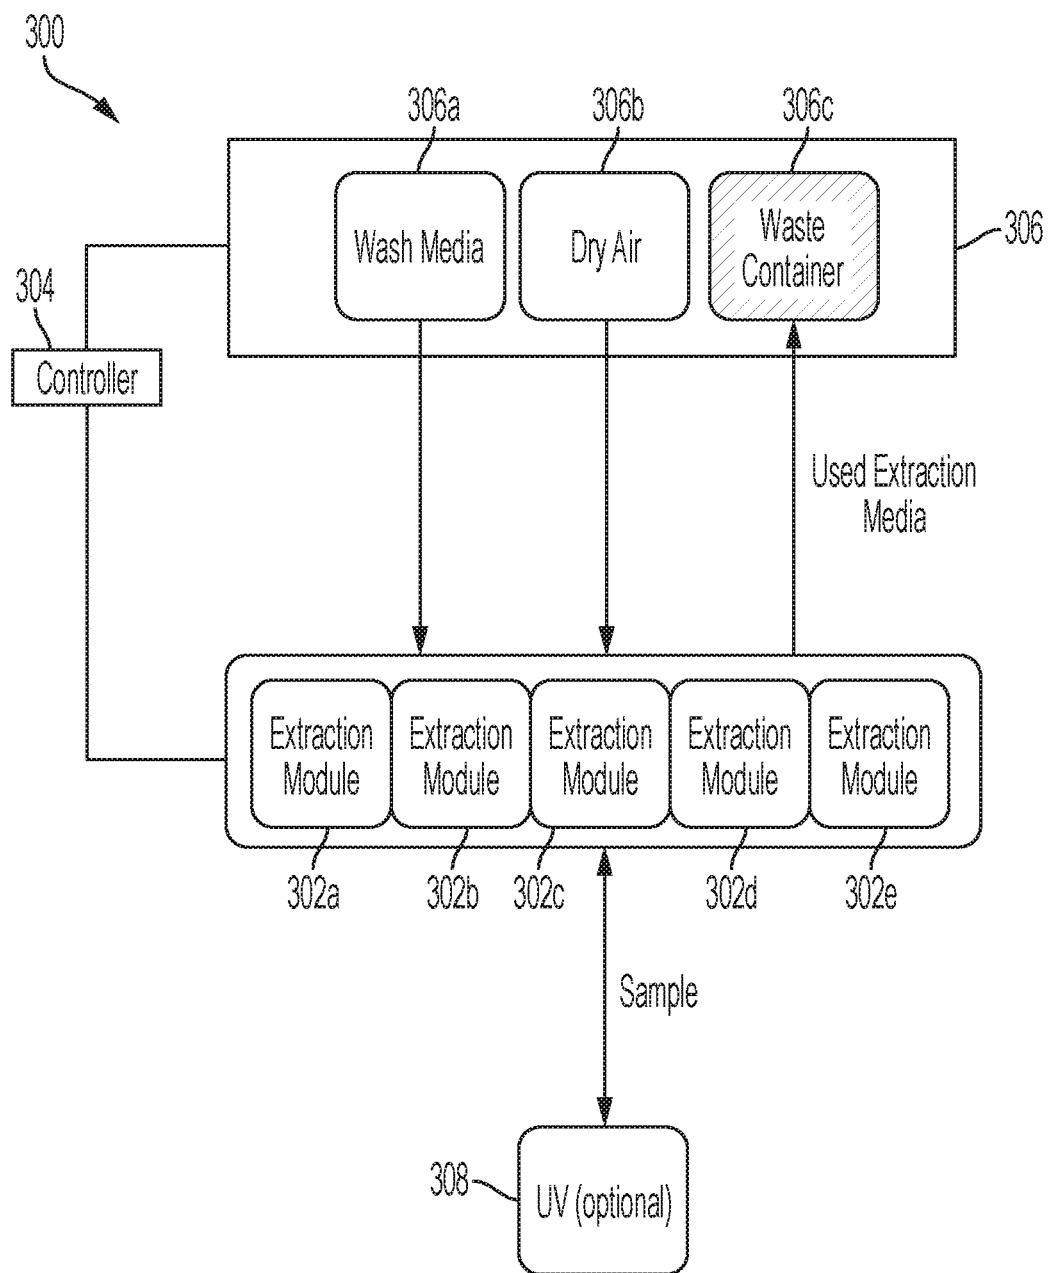 300
306a
306b
306c
Wash Media
Dry Air
Waste
Container
306
304
Controller
Used Extraction
Media
Extraction
Module
Extraction
Module
Extraction
Module
Extraction
Module
Extraction
Module
302a
302b
302c
302d
302e
Sample
308
UV (optional)